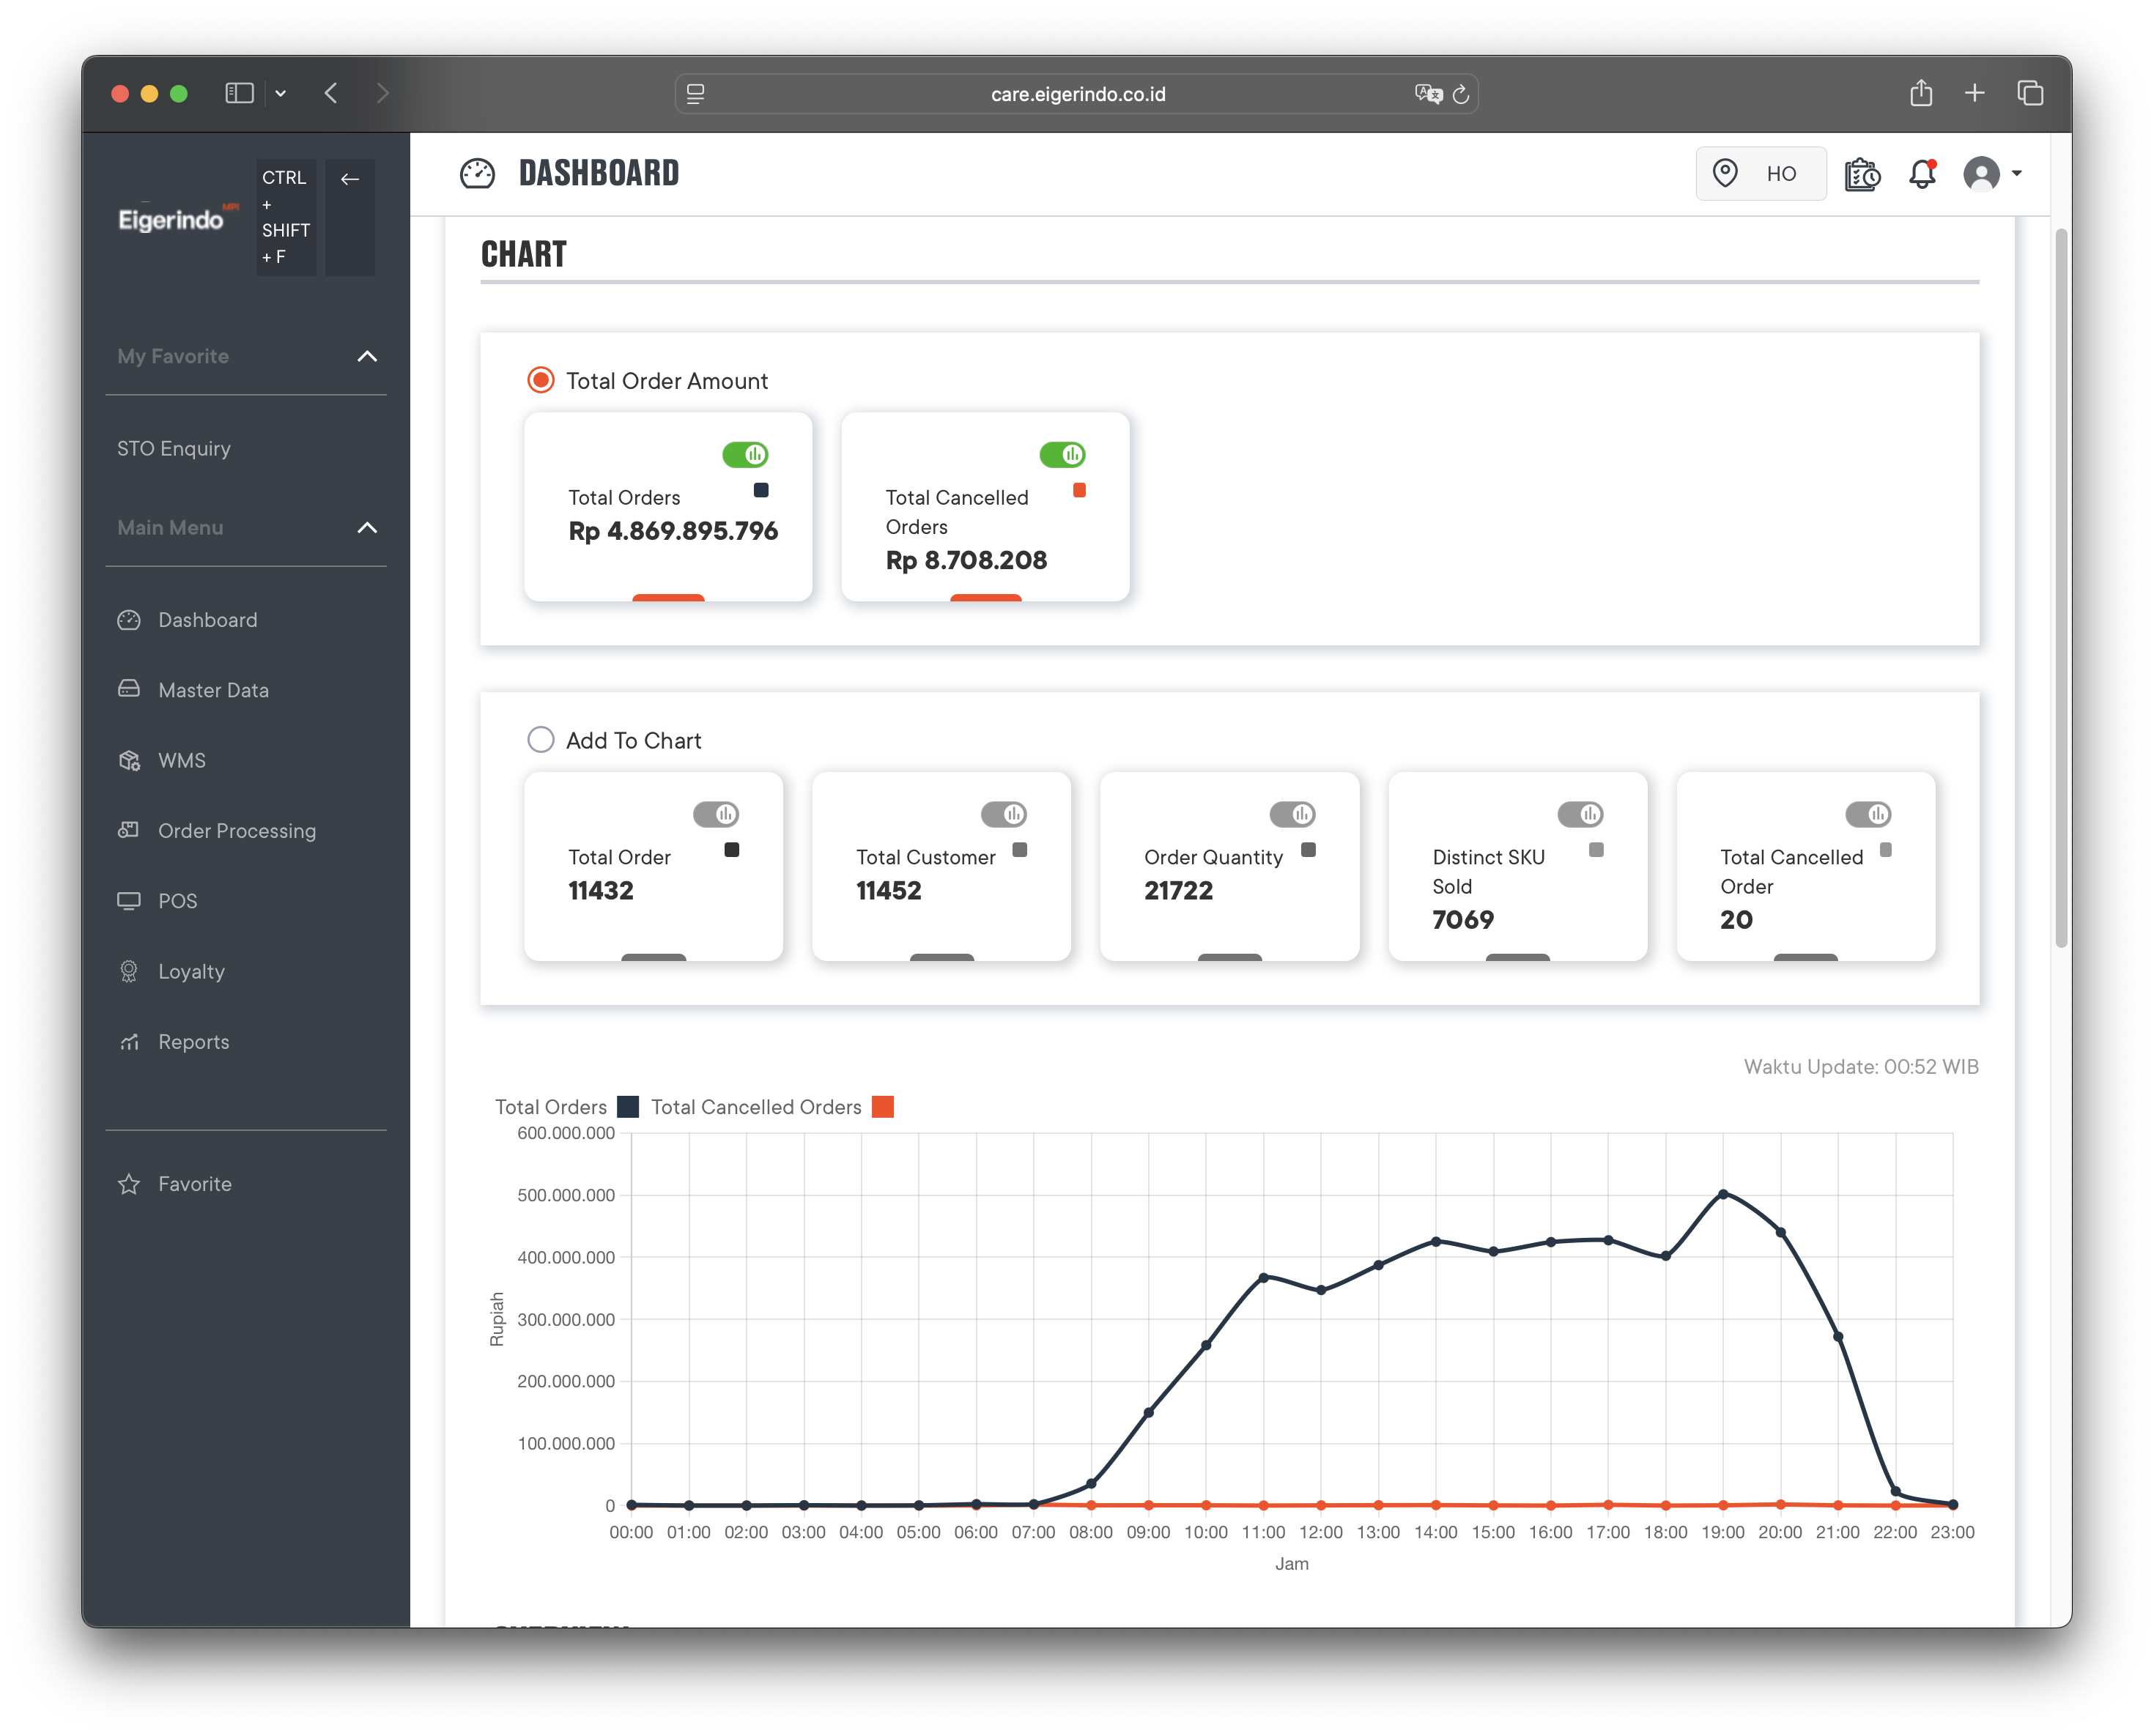 care.eigerindo.co.id
Eigerindo MPI
CTRL
+
SHIFT
+ F
My Favorite
STO Enquiry
Main Menu
Dashboard
Master Data
WMS
Order Processing
POS
Loyalty
Reports
Favorite
DASHBOARD
HO
CHART
Total Order Amount
Total Orders
Rp 4.869.895.796
Total Cancelled
Orders
Rp 8.708.208
Add To Chart
Total Order
11432
Total Customer
11452
Order Quantity
21722
Distinct SKU
Sold
7069
Total Cancelled
Order
20
Waktu Update: 00:52 WIB
Total Orders Total Cancelled Orders
600.000.000
500.000.000
400.000.000
300.000.000
200.000.000
100.000.000
0
Rupiah
00:00 01:00 02:00 03:00 04:00 05:00 06:00 07:00 08:00 09:00 10:00 11:00 12:00 13:00 14:00 15:00 16:00 17:00 18:00 19:00 20:00 21:00 22:00 23:00
Jam